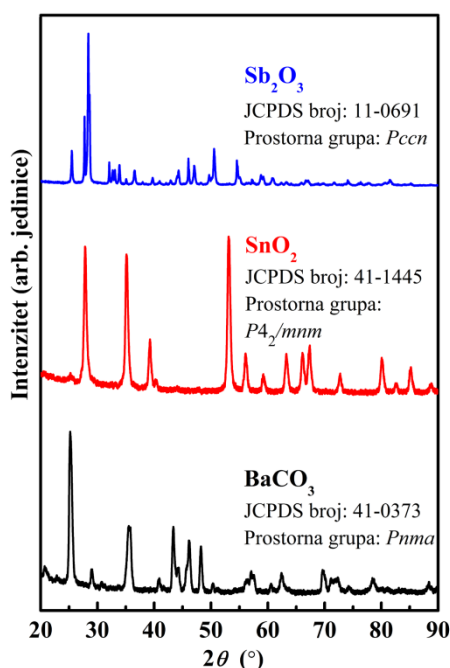 Sb₂O₃
JCPDS broj: 11-0691
Prostorna grupa: Pccn
SnO₂
JCPDS broj: 41-1445
Prostorna grupa:
P4₂/mnm
BaCO₃
JCPDS broj: 41-0373
Prostorna grupa: Pnma
Intenzitet (arb. jedinice)
20 30 40 50 60 70 80 90
2θ (°)